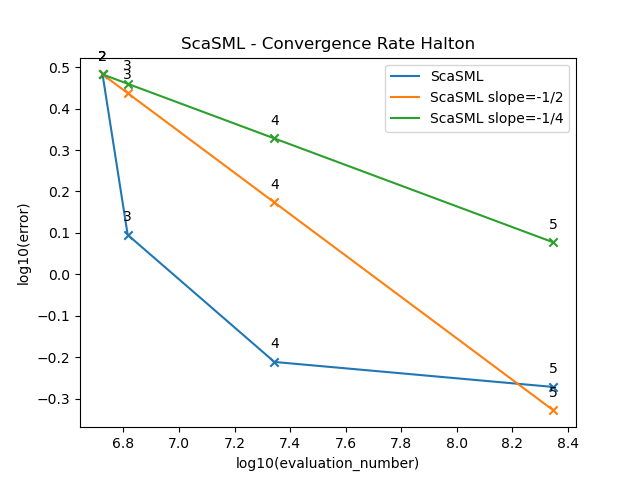 ScaSML - Convergence Rate Halton
log10(error)
0.5
0.4
0.3
0.2
0.1
0.0
−0.1
−0.2
−0.3
2
3
3
3
4
4
4
5
5
5
ScaSML
ScaSML slope=-1/2
ScaSML slope=-1/4
6.8 7.0 7.2 7.4 7.6 7.8 8.0 8.2 8.4
log10(evaluation_number)